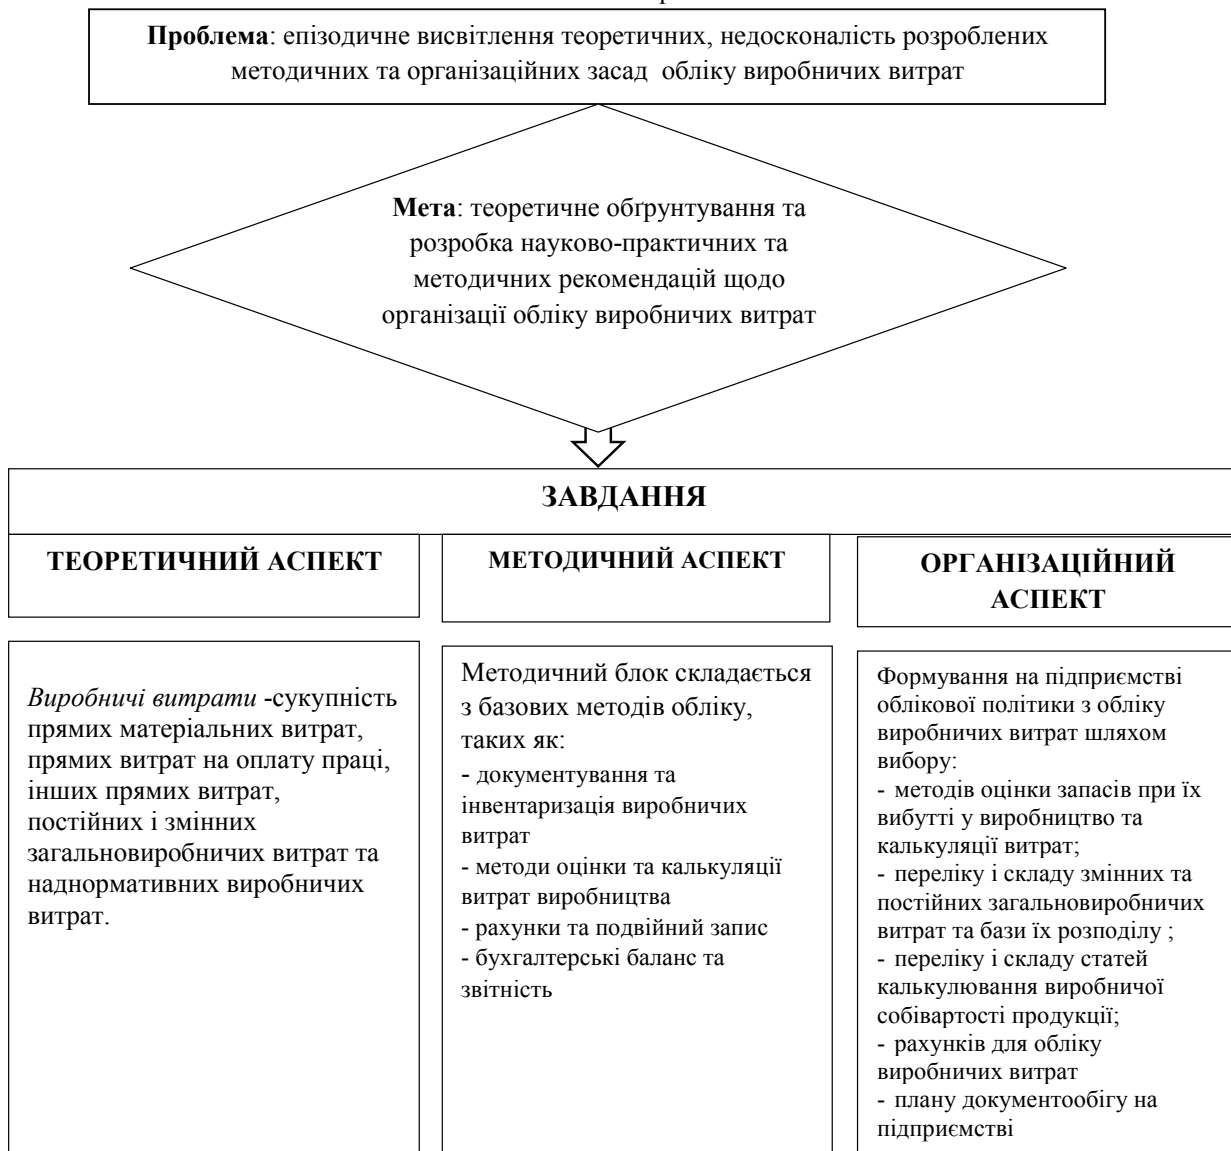 Проблема: епізодичне висвітлення теоретичних, недосконалість розроблених
методичних та організаційних засад обліку виробничих витрат
Мета: теоретичне обґрунтування та
розробка науково-практичних та
методичних рекомендацій щодо
організації обліку виробничих витрат
ЗАВДАННЯ
ТЕОРЕТИЧНИЙ АСПЕКТ
Виробничі витрати -сукупність
прямих матеріальних витрат,
прямих витрат на оплату праці,
інших прямих витрат,
постійних і змінних
загальновиробничих витрат та
наднормативних виробничих
витрат.
МЕТОДИЧНИЙ АСПЕКТ
Методичний блок складається
з базових методів обліку,
таких як:
- документування та
інвентаризація виробничих
витрат
- методи оцінки та калькуляції
витрат виробництва
- рахунки та подвійний запис
- бухгалтерські баланс та
звітність
ОРГАНІЗАЦІЙНИЙ
АСПЕКТ
Формування на підприємстві
облікової політики з обліку
виробничих витрат шляхом
вибору:
- методів оцінки запасів при їх
вибутті у виробництво та
калькуляції витрат;
- переліку і складу змінних та
постійних загальновиробничих
витрат та бази їх розподілу ;
- переліку і складу статей
калькулювання виробничої
собівартості продукції;
- рахунків для обліку
виробничих витрат
- плану документообігу на
підприємстві